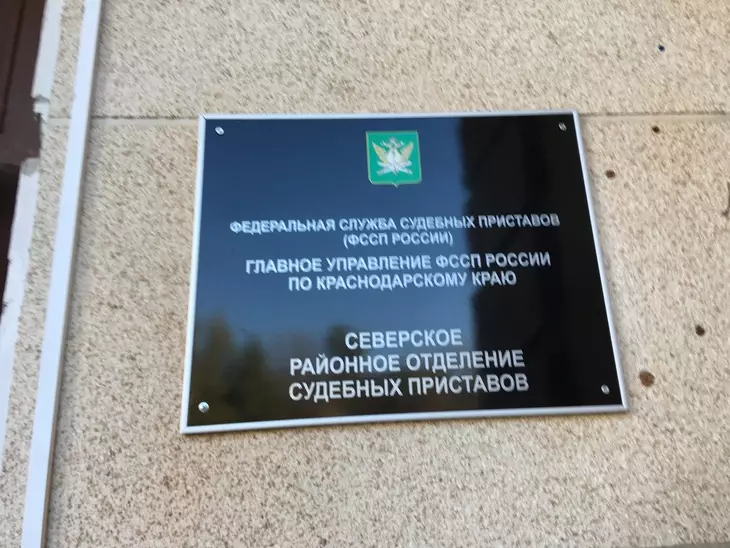 ФЕДЕРАЛЬНАЯ СЛУЖБА СУДЕБНЫХ ПРИСТАВОВ
(ФССП РОССИИ)
ГЛАВНОЕ УПРАВЛЕНИЕ ФССП РОССИИ
ПО КРАСНОДАРСКОМУ КРАЮ
СЕВЕРСКОЕ
РАЙОННОЕ ОТДЕЛЕНИЕ
СУДЕБНЫХ ПРИСТАВОВ